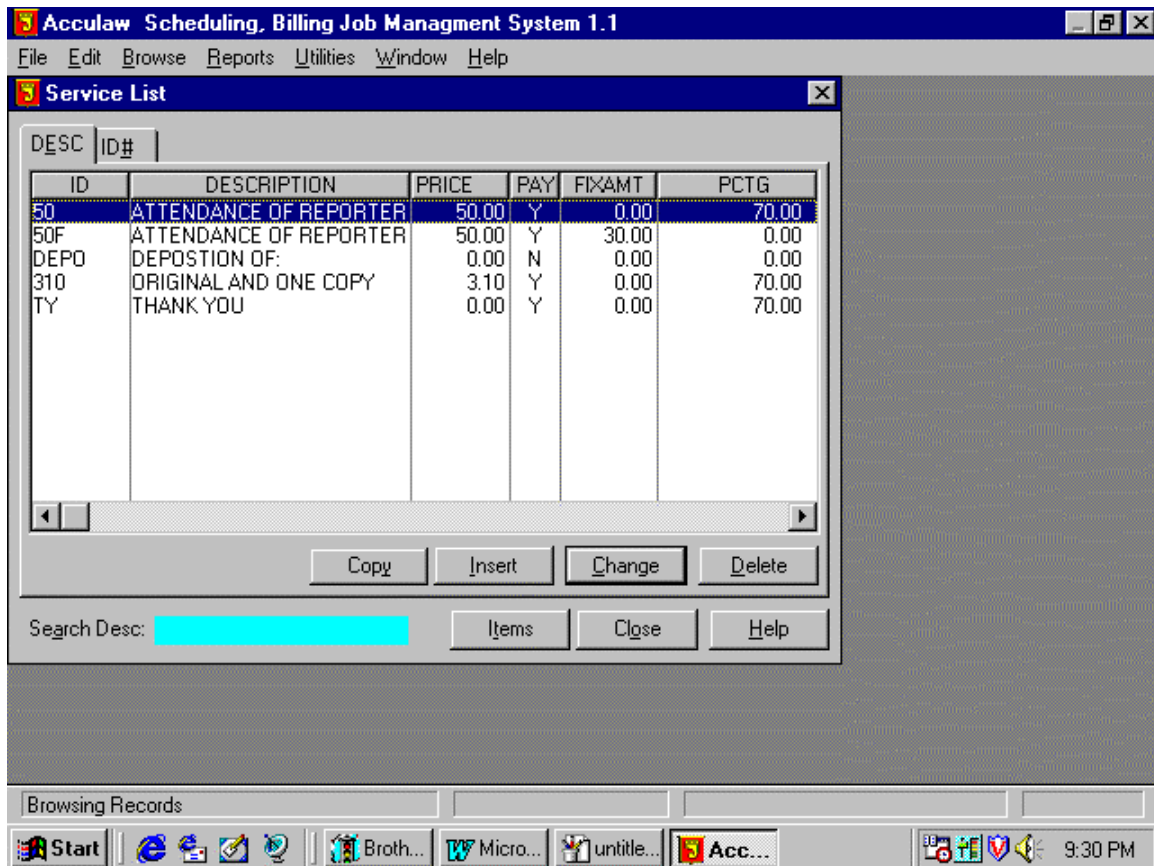 Acculaw Scheduling, Billing Job Managment System 1.1
File Edit Browse Reports Utilities Window Help
Service List
DESC ID#
ID DESCRIPTION PRICE PAY FIXAMT PCTG
50 ATTENDANCE OF REPORTER 50.00 Y 0.00 70.00
50F ATTENDANCE OF REPORTER 50.00 Y 30.00 0.00
DEPO DEPOSTION OF: 0.00 N 0.00 0.00
310 ORIGINAL AND ONE COPY 3.10 Y 0.00 70.00
TY THANK YOU 0.00 Y 0.00 70.00
Copy Insert Change Delete
Search Desc: Items Close Help
Browsing Records
Start Broth... Micro... untitle... Acc... 9:30 PM